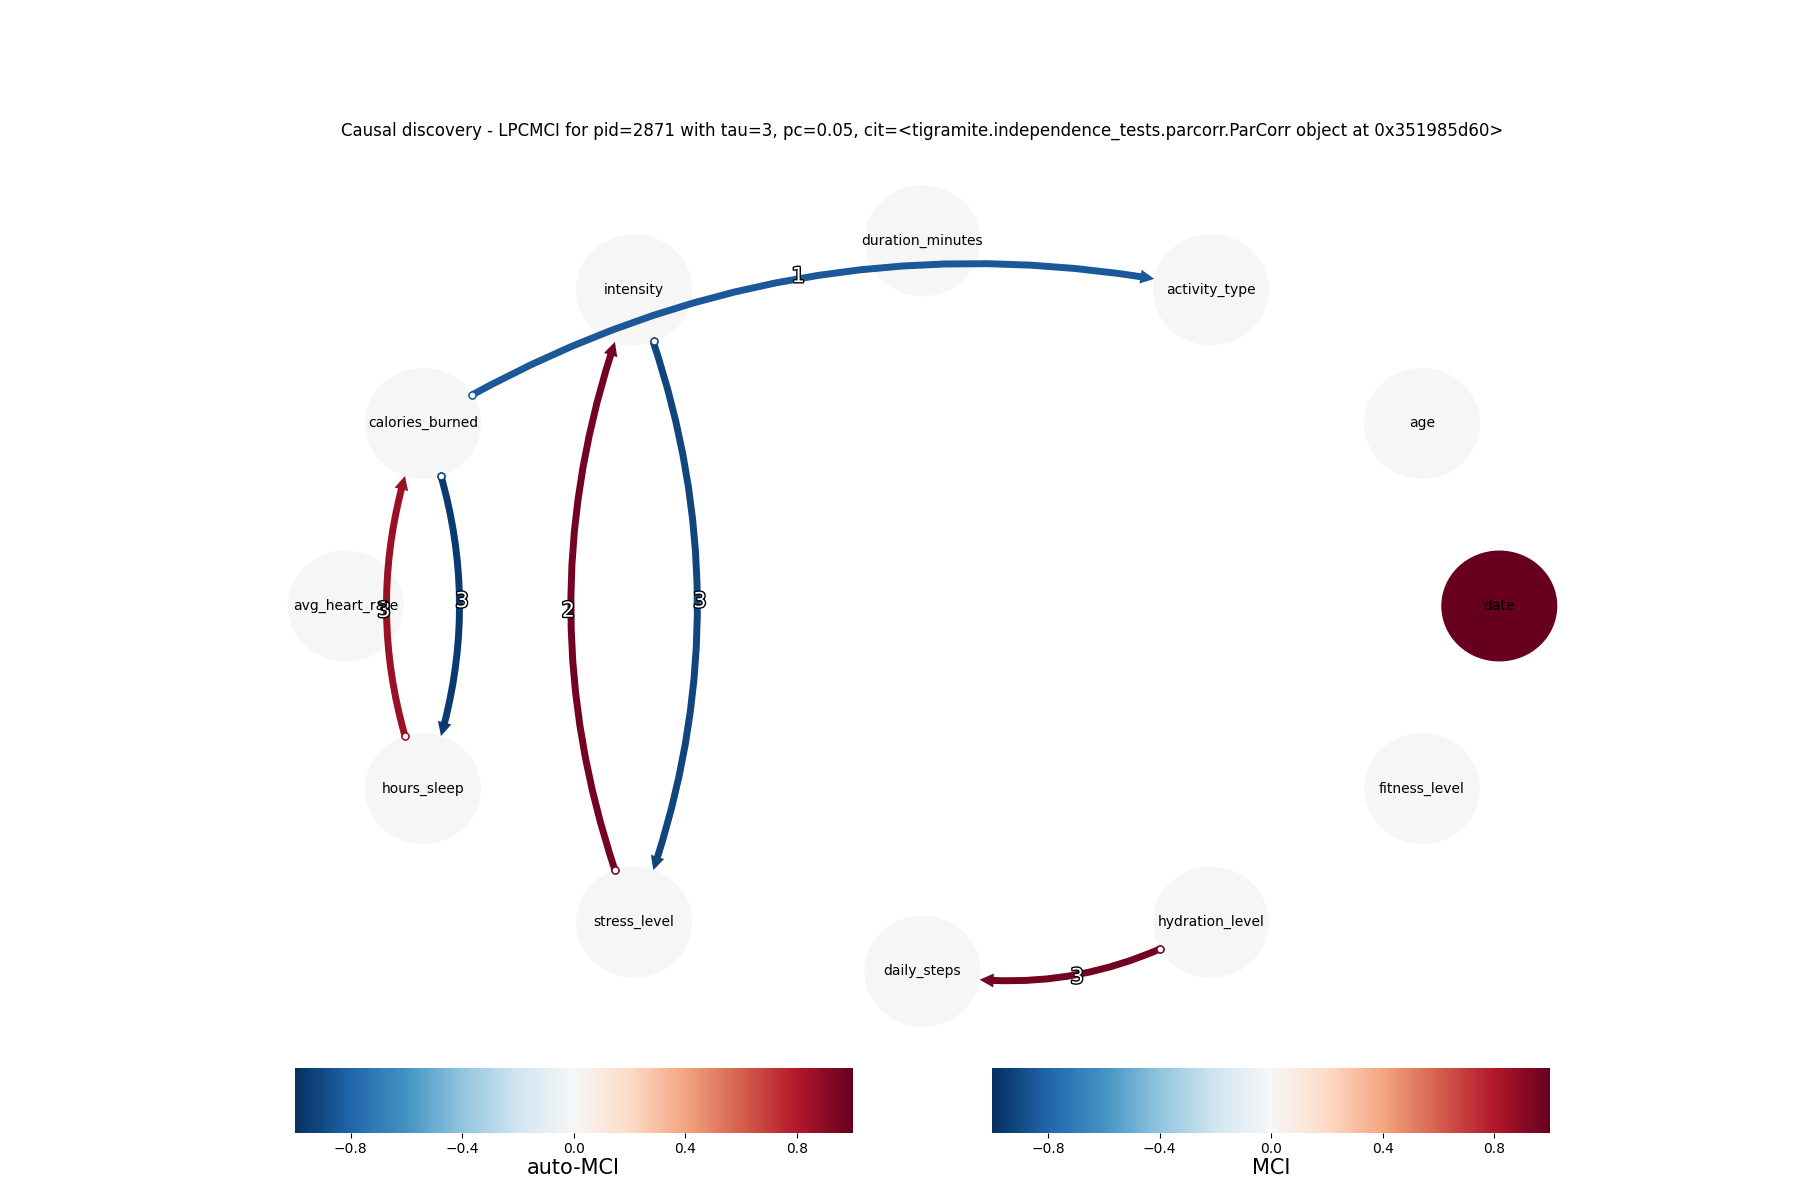 Causal discovery - LPCMCI for pid=2871 with tau=3, pc=0.05, cit=<tigramite.independence_tests.parcorr.ParCorr object at 0x351985d60>
duration_minutes
1
intensity
activity_type
calories_burned
age
avg_heart_rate
3
3
2
3
date
hours_sleep
fitness_level
stress_level
hydration_level
daily_steps
3
−0.8 −0.4 0.0 0.4 0.8
auto-MCI
−0.8 −0.4 0.0 0.4 0.8
MCI